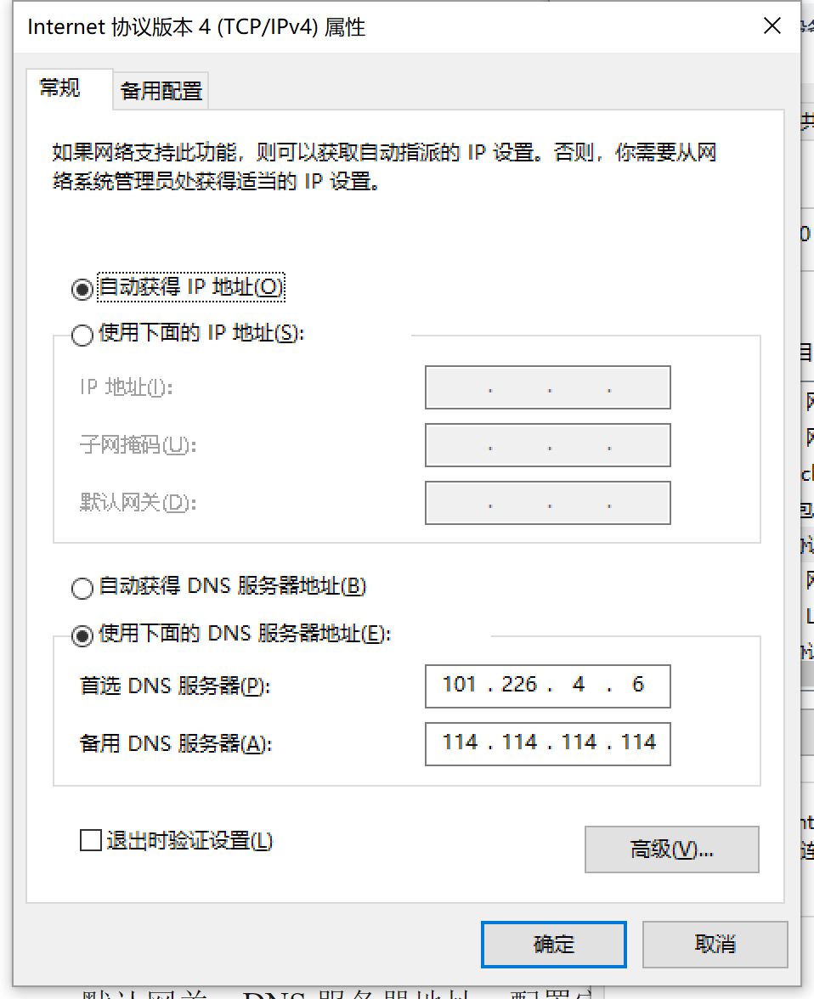 Internet 协议版本 4 (TCP/IPv4) 属性
常规
备用配置
如果网络支持此功能，则可以获取自动指派的 IP 设置。否则，你需要从网
络系统管理员处获得适当的 IP 设置。
自动获得 IP 地址(O)
使用下面的 IP 地址(S):
IP 地址(I):
. . .
子网掩码(U):
. . .
默认网关(D):
. . .
自动获得 DNS 服务器地址(B)
使用下面的 DNS 服务器地址(E):
首选 DNS 服务器(P):
101 . 226 . 4 . 6
备用 DNS 服务器(A):
114 . 114 . 114 . 114
退出时验证设置(L)
高级(V)...
确定
取消